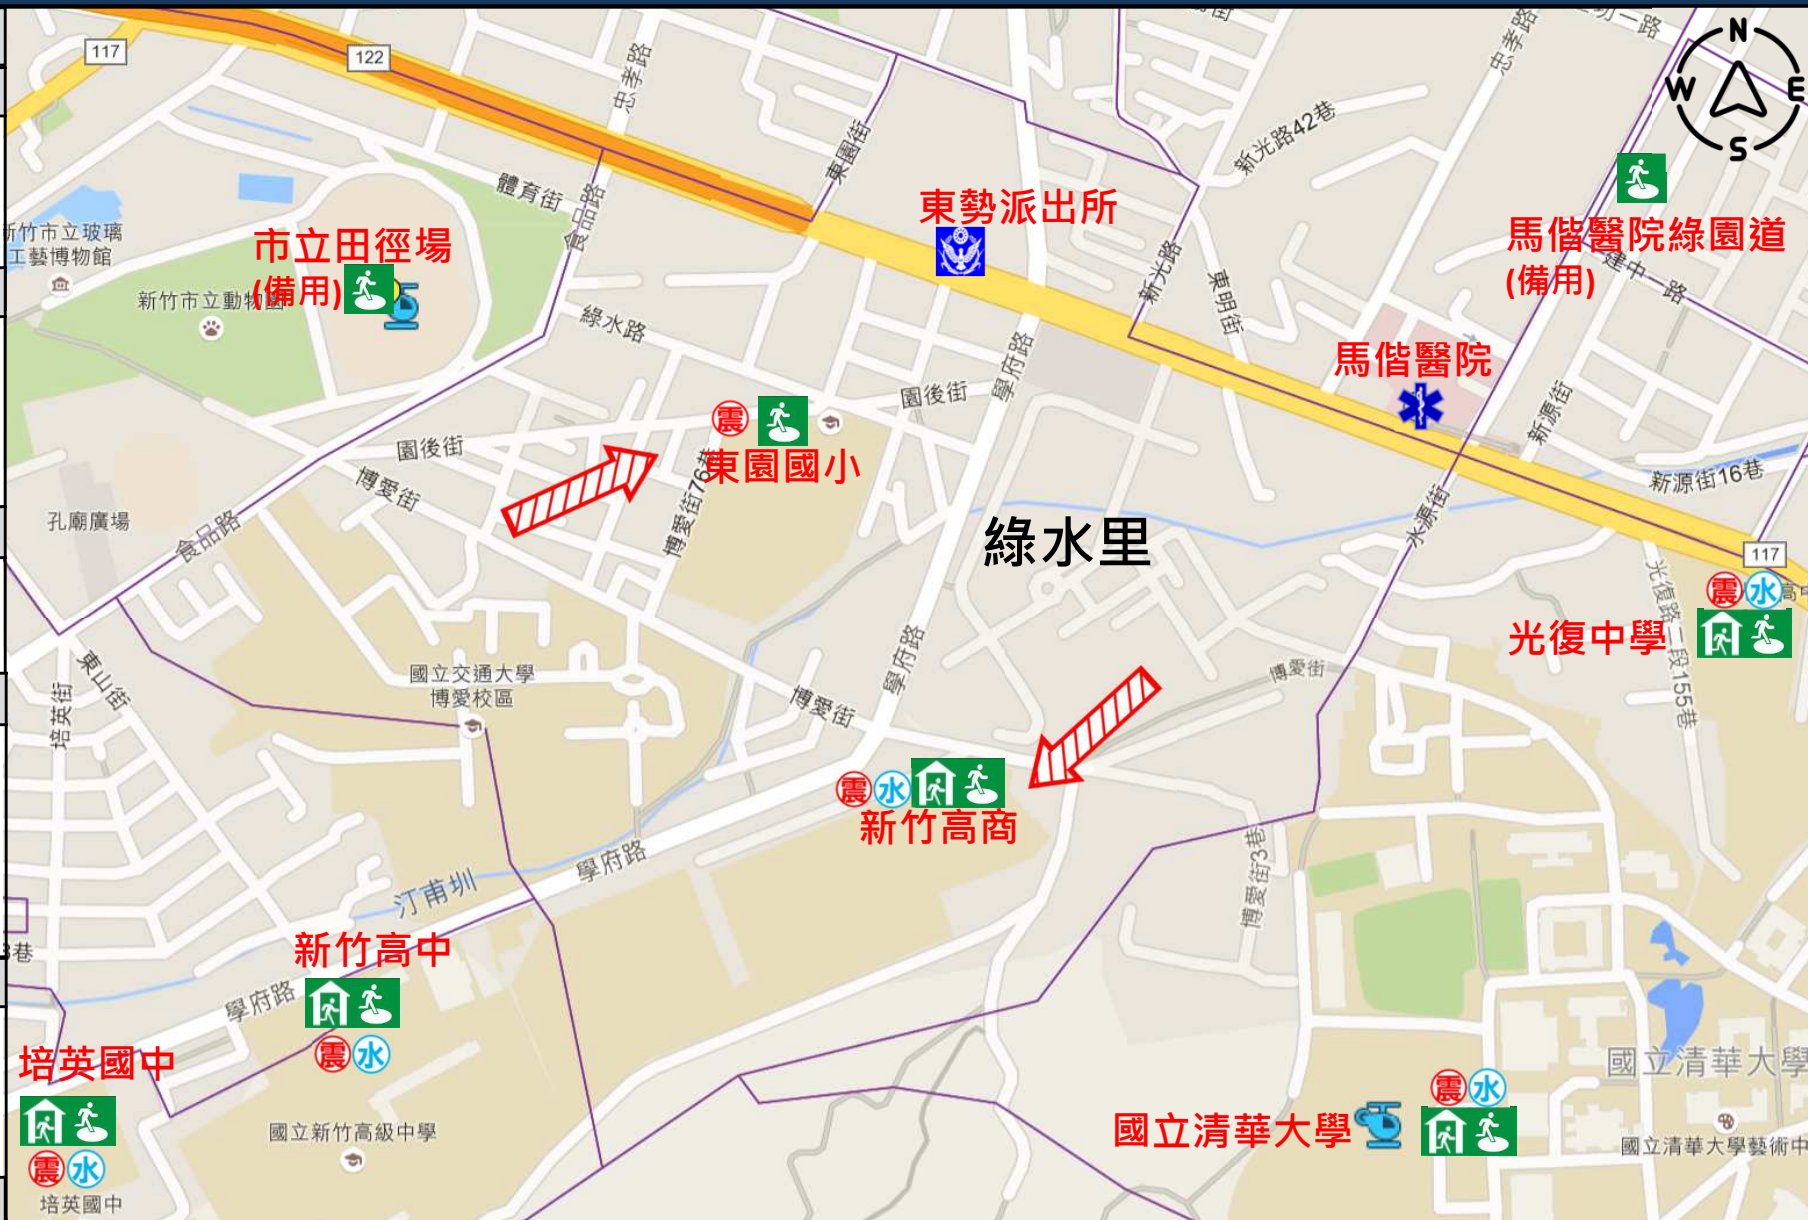 117
122
忠孝路
忠孝路
N
W
E
S
新光路42巷
東園街
體育街
食品路
東勢派出所
馬偕醫院綠園道
(備用)
建中路
新竹市立玻璃
工藝博物館
市立田徑場
(備用)
新竹市立動物園
新光路
東明街
綠水路
學府路
馬偕醫院
園後街
新源街
震
東園國小
園後街
博愛街
博愛街76巷
新源街16巷
孔廟廣場
食品路
綠水里
水源街
117
光復路二段155巷
震
水
高中
光復中學
學府路
東山街
培英街
國立交通大學
博愛校區
博愛街
博愛街
震
水
新竹高商
學府路
博愛街3巷
汀甫圳
新竹高中
巷
學府路
震
水
培英國中
國立清華大學
震
水
國立清華大學
國立新竹高級中學
國立清華大學藝術中
震
水
培英國中